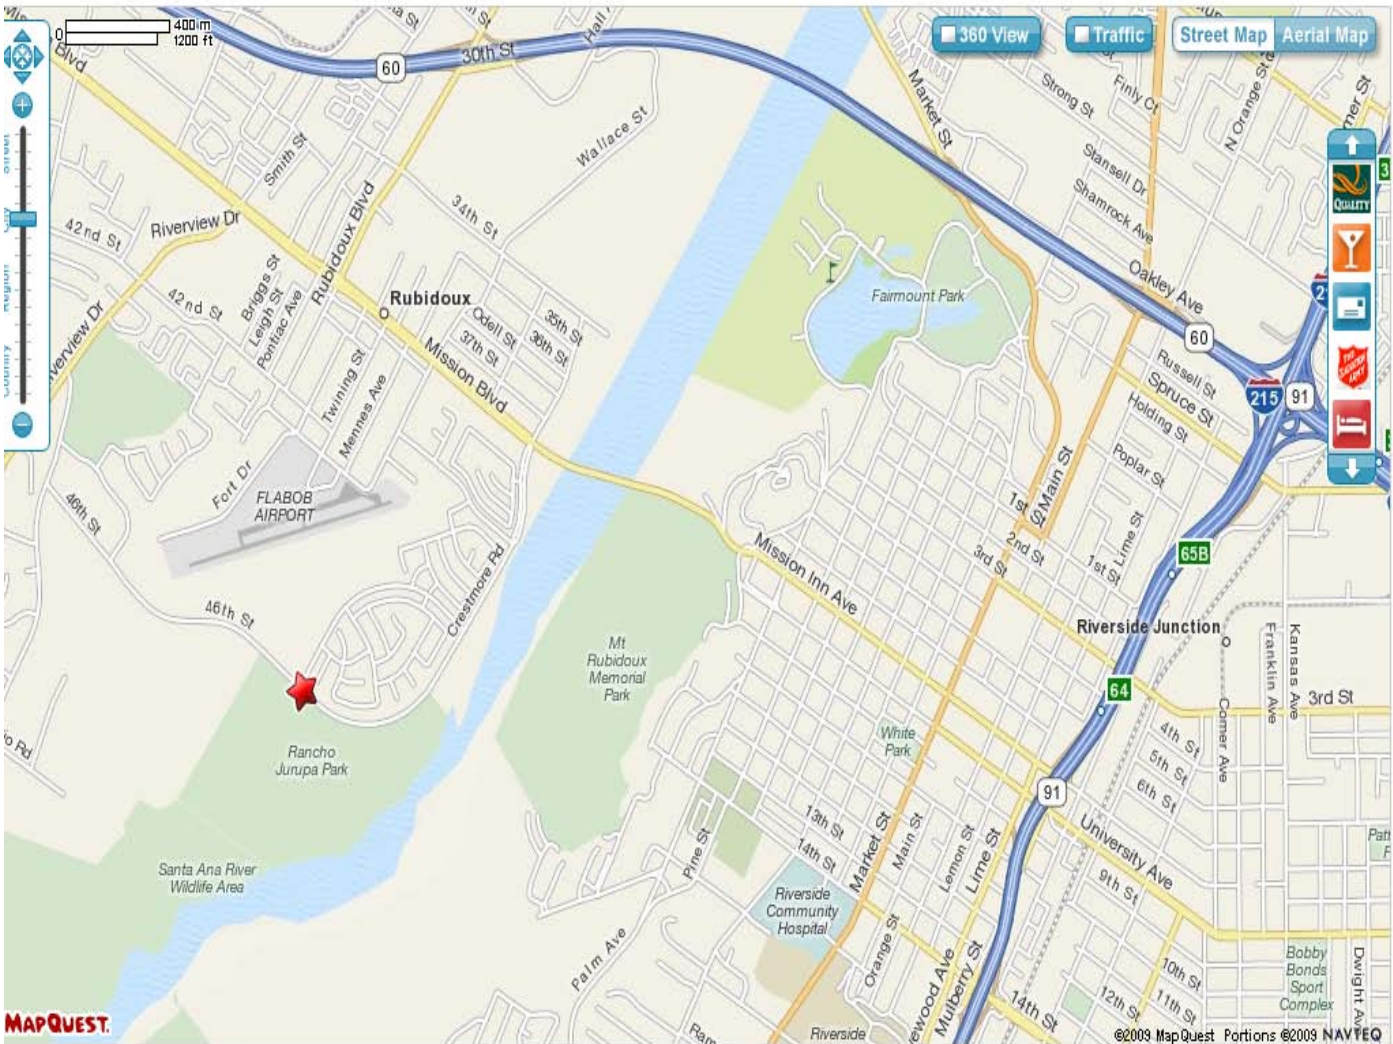 400 m
0
1200 ft
360 View
Traffic
Street Map
Aerial Map
Blvd
60
30th St
Wallace St
Smith St
Market St
Strong St
Finly Ct
N Orange St
Stansell Dr
Shamrock Ave
Oakley Ave
QUALITY
THE SALVATION ARMY
Riverview Dr
42nd St
Rubidoux Blvd
34th St
Briggs St
Leigh St
Pontiac Ave
42nd St
Rubidoux
Odell St
35th St
36th St
37th St
Mission Blvd
Twining St
Mennes Ave
Fairmount Park
60
Russell St
Spruce St
Holding St
215
91
Poplar St
Main St
Fort Dr
FLABOB
AIRPORT
46th St
1st St
2nd St
3rd St
Lime St
1st St
65B
Mission Inn Ave
Crestmore Rd
46th St
Riverside Junction
Mt
Rubidoux
Memorial
Park
Franklin Ave
Kansas Ave
64
3rd St
Rancho
Jurupa Park
White
Park
4th St
5th St
6th St
91
University Ave
13th St
14th St
Market St
Main St
Lemon St
Lime St
Pine St
Santa Ana River
Wildlife Area
Riverside
Community
Hospital
9th St
Palm Ave
Orange St
Mulberry St
14th St
10th St
11th St
12th St
Bobby
Bonds
Sport
Complex
Riverside
MAPQUEST.
©2009 MapQuest Portions ©2009 NAVTEQ